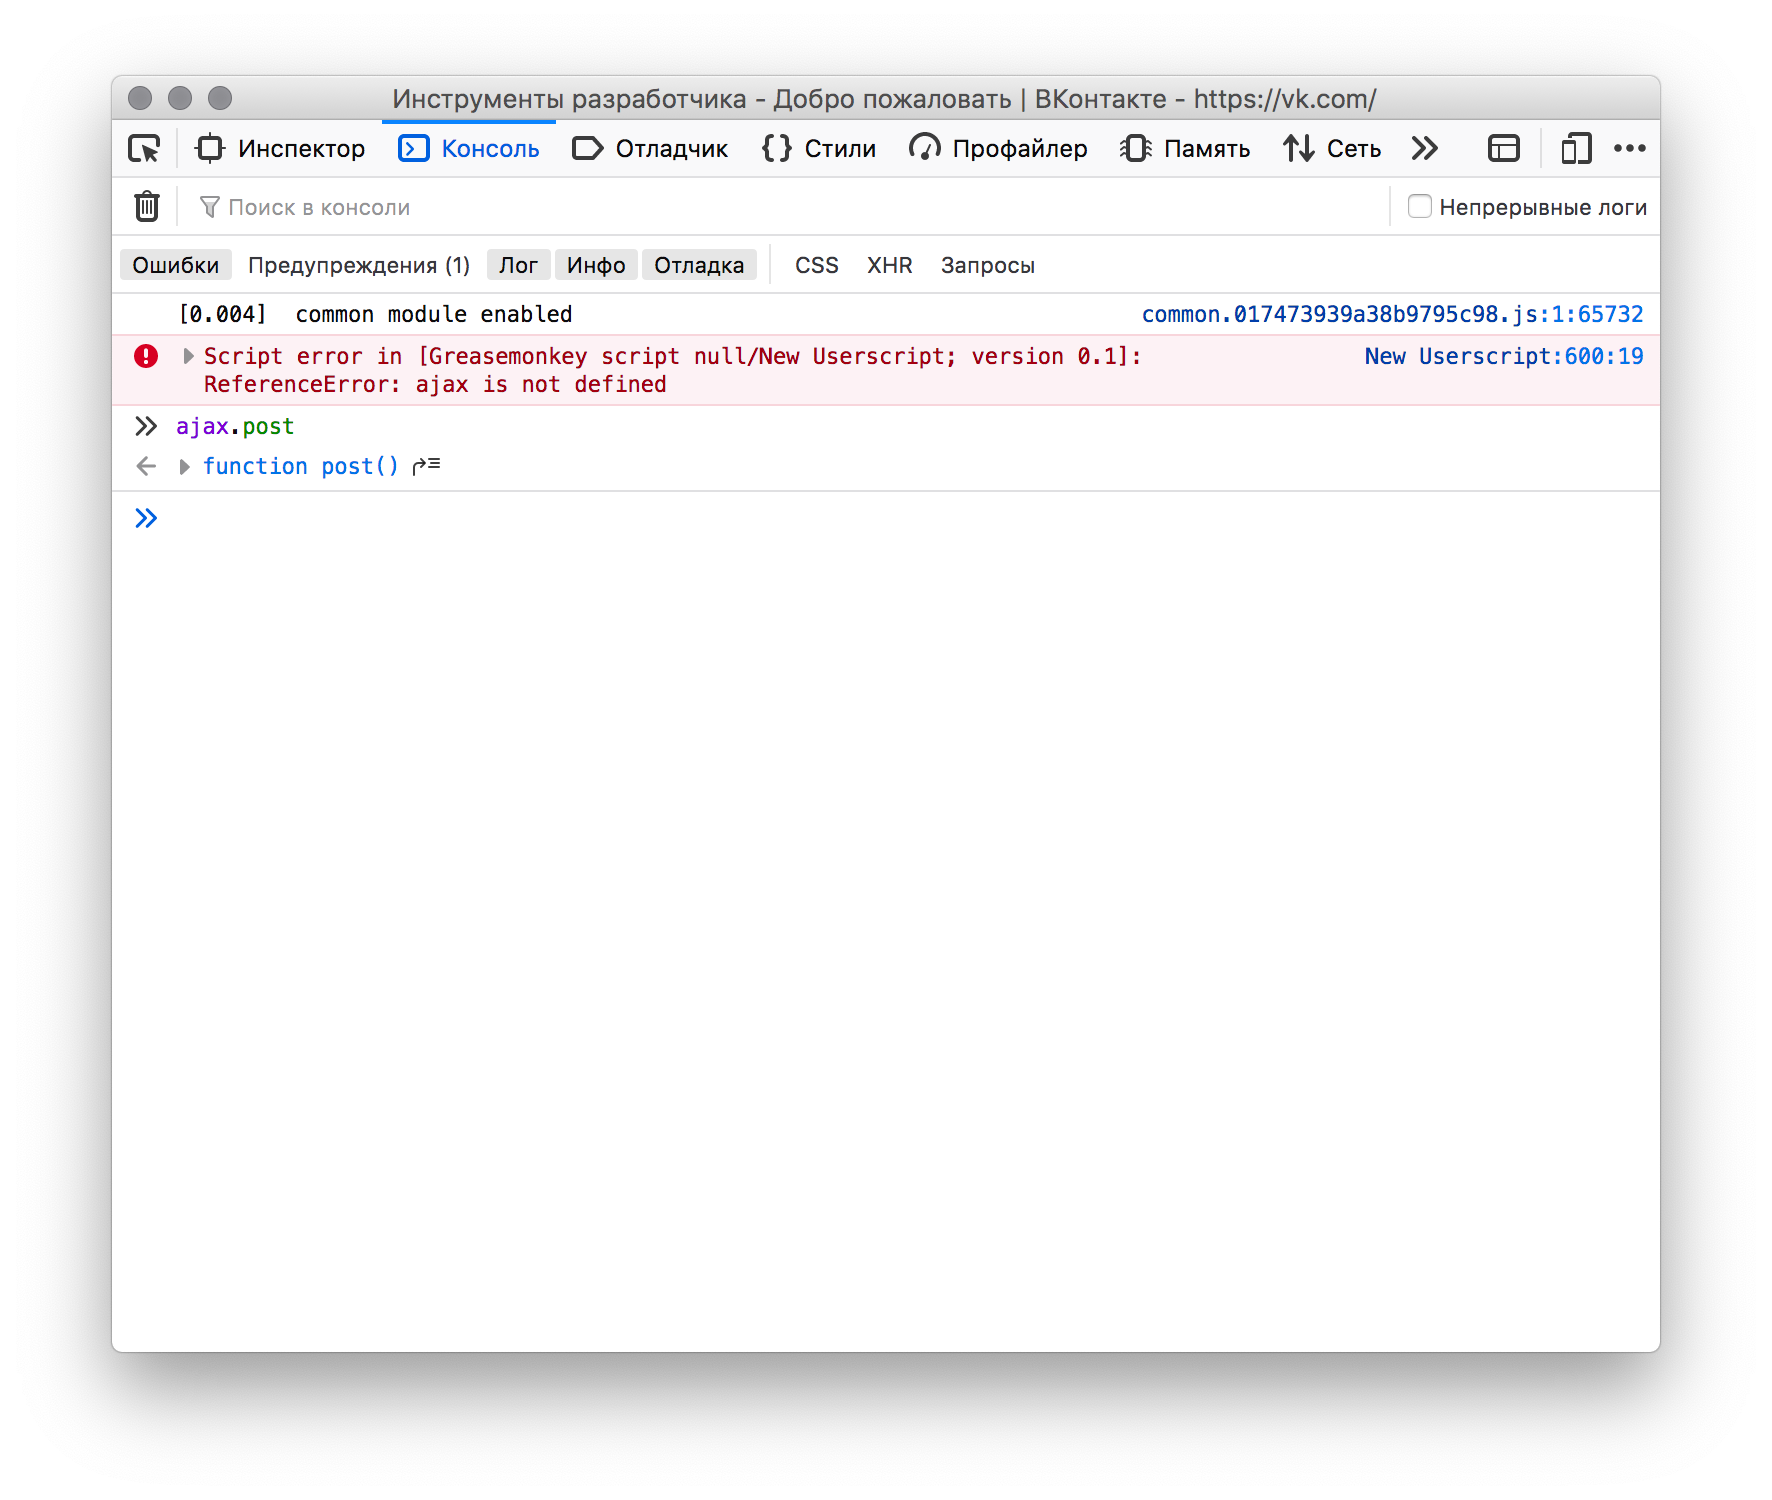 Инструменты разработчика - Добро пожаловать | ВКонтакте - https://vk.com/
Инспектор Консоль Отладчик Стили Профайлер Память Сеть
Поиск в консоли Непрерывные логи
Ошибки Предупреждения (1) Лог Инфо Отладка CSS XHR Запросы
[0.004] common module enabled common.017473939a38b9795c98.js:1:65732
Script error in [Greasemonkey script null/New Userscript; version 0.1]: New Userscript:600:19
ReferenceError: ajax is not defined
ajax.post
function post()